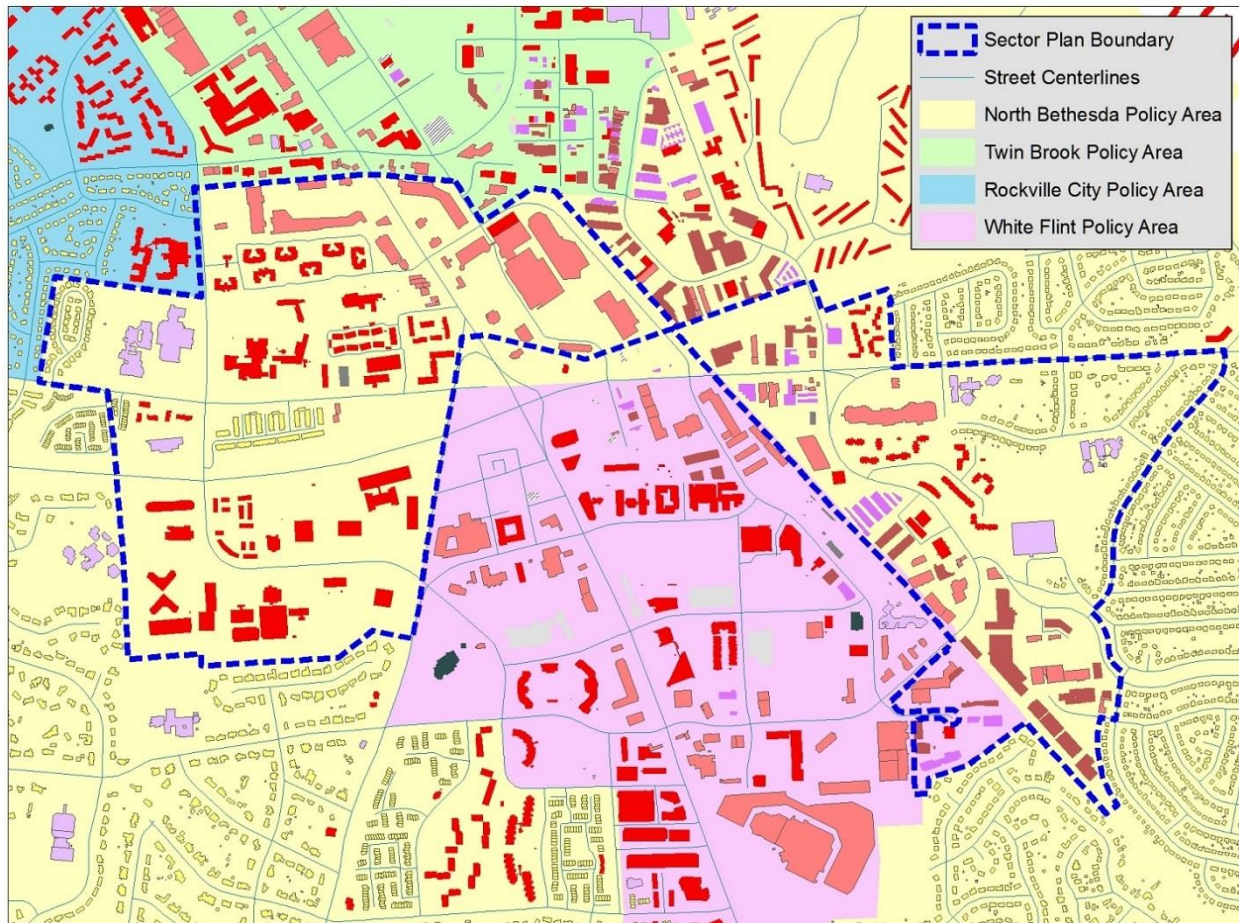 Sector Plan Boundary
Street Centerlines
North Bethesda Policy Area
Twin Brook Policy Area
Rockville City Policy Area
White Flint Policy Area